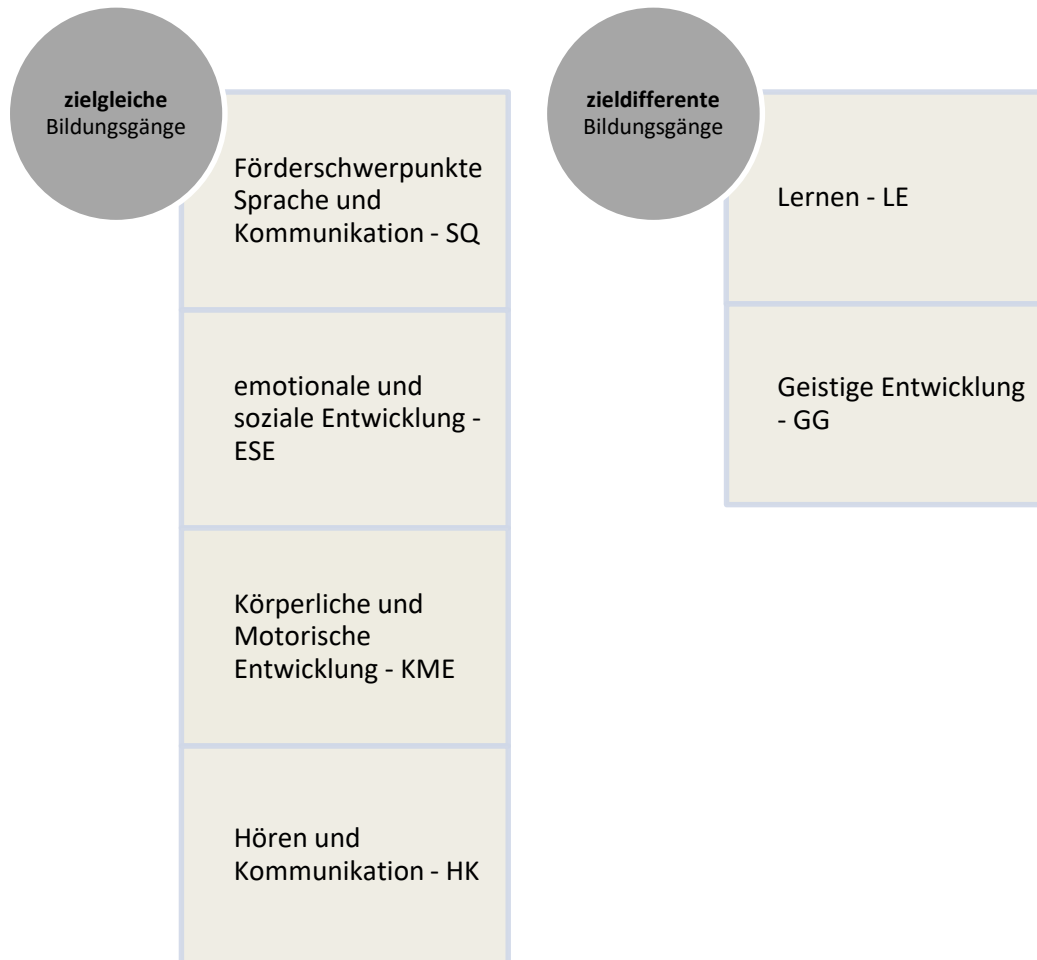 zielgleiche
Bildungsgänge
Förderschwerpunkte
Sprache und
Kommunikation - SQ
emotionale und
soziale Entwicklung -
ESE
Körperliche und
Motorische
Entwicklung - KME
Hören und
Kommunikation - HK
zieldifferente
Bildungsgänge
Lernen - LE
Geistige Entwicklung
- GG